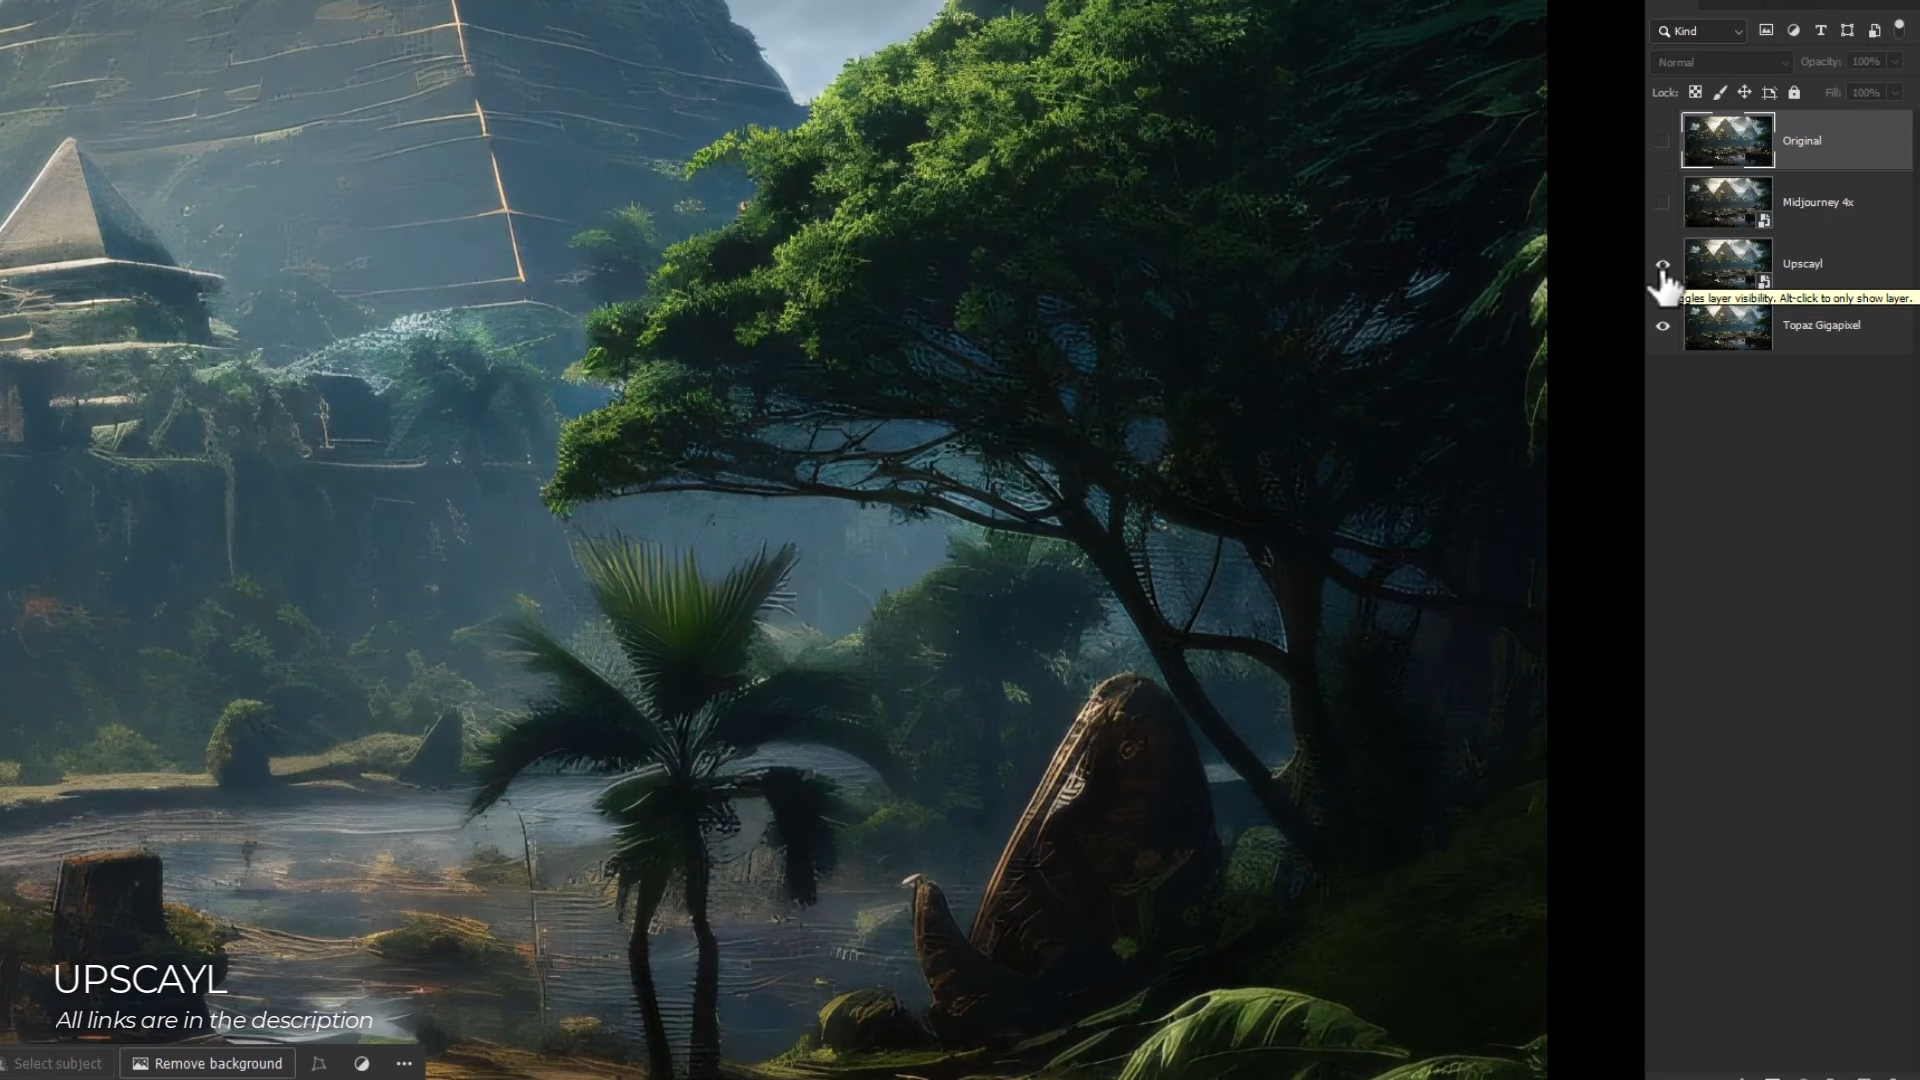 Kind
Normal
Opacity: 100%
Lock:
Fill: 100%
Original
Midjourney 4x
Upscayl
gles layer visibility. Alt-click to only show layer.
Topaz Gigapixel
UPSCAYL
All links are in the description
Select subject
Remove background